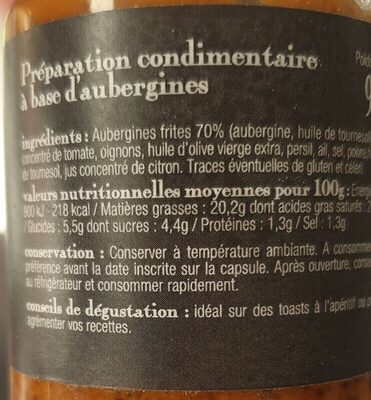 Préparation condimentaire
à base d'aubergines
Poids
ingrédients : Aubergines frites 70% (aubergine, huile de tournesol
concentré de tomate, oignons, huile d'olive vierge extra, persil, ail, sel, poivre,
de tournesol, jus concentré de citron. Traces éventuelles de gluten et céleri.
valeurs nutritionnelles moyennes pour 100g : Energ
900 kJ - 218 kcal / Matières grasses : 20,2g dont acides gras saturés : 2
/ Glucides : 5,5g dont sucres : 4,4g / Protéines : 1,3g / Sel : 1.3g
conservation : Conserver à température ambiante. A consomme
préférence avant la date inscrite sur la capsule. Après ouverture, conse
au réfrigérateur et consommer rapidement.
conseils de dégustation : idéal sur des toasts à l'apéritif ou
agrémenter vos recettes.